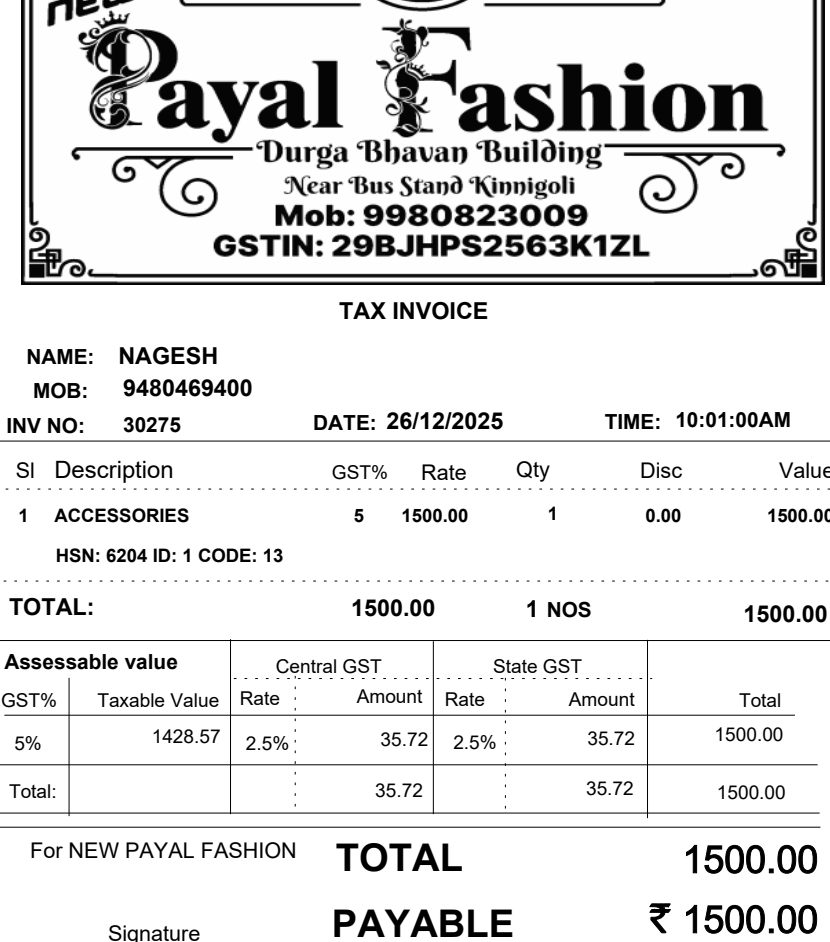 new
Payal Fashion
Durga Bhavan Building
Near Bus Stand Kinnigoli
Mob: 9980823009
GSTIN: 29BJHPS2563K1ZL
TAX INVOICE
NAME: NAGESH
MOB: 9480469400
INV NO: 30275 DATE: 26/12/2025 TIME: 10:01:00AM
Sl Description GST% Rate Qty Disc Value
1 ACCESSORIES 5 1500.00 1 0.00 1500.00
HSN: 6204 ID: 1 CODE: 13
TOTAL: 1500.00 1 NOS 1500.00
Assessable value Central GST State GST
GST% Taxable Value Rate Amount Rate Amount Total
5% 1428.57 2.5% 35.72 2.5% 35.72 1500.00
Total: 35.72 35.72 1500.00
For NEW PAYAL FASHION TOTAL 1500.00
Signature PAYABLE ₹ 1500.00